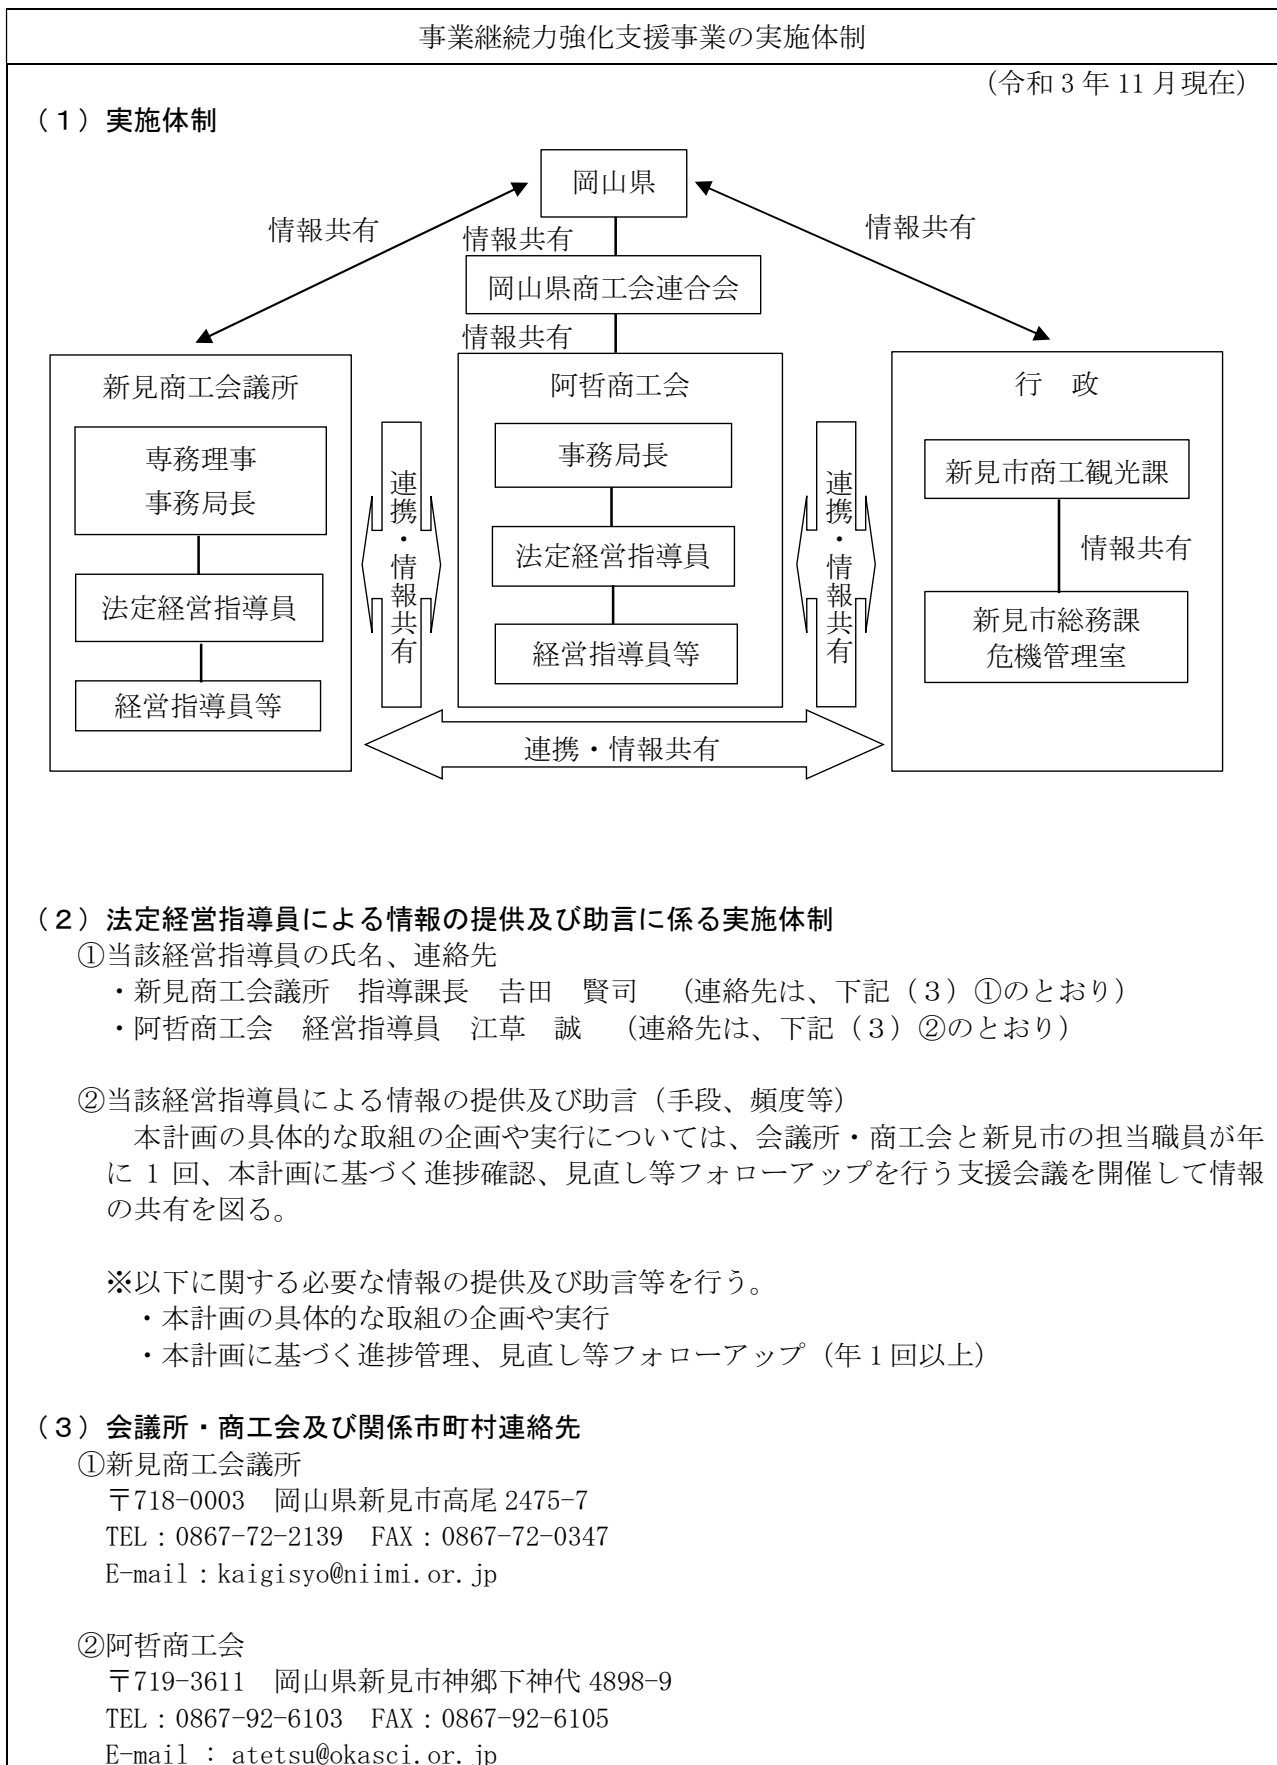 事業継続力強化支援事業の実施体制
（令和3年11月現在）
（１）実施体制
岡山県
情報共有
情報共有
情報共有
岡山県商工会連合会
情報共有
新見商工会議所
専務理事
事務局長
法定経営指導員
経営指導員等
連携・情報共有
阿哲商工会
事務局長
法定経営指導員
経営指導員等
連携・情報共有
行　政
新見市商工観光課
情報共有
新見市総務課
危機管理室
連携・情報共有
（２）法定経営指導員による情報の提供及び助言に係る実施体制
①当該経営指導員の氏名、連絡先
・新見商工会議所　指導課長　𠮷田　賢司　（連絡先は、下記（３）①のとおり）
・阿哲商工会　経営指導員　江草　誠　（連絡先は、下記（３）②のとおり）
②当該経営指導員による情報の提供及び助言（手段、頻度等）
本計画の具体的な取組の企画や実行については、会議所・商工会と新見市の担当職員が年
に 1 回、本計画に基づく進捗確認、見直し等フォローアップを行う支援会議を開催して情報
の共有を図る。
※以下に関する必要な情報の提供及び助言等を行う。
・本計画の具体的な取組の企画や実行
・本計画に基づく進捗管理、見直し等フォローアップ（年1回以上）
（３）会議所・商工会及び関係市町村連絡先
①新見商工会議所
〒718-0003　岡山県新見市高尾 2475-7
TEL：0867-72-2139　FAX：0867-72-0347
E-mail：kaigisyo@niimi.or.jp
②阿哲商工会
〒719-3611　岡山県新見市神郷下神代 4898-9
TEL：0867-92-6103　FAX：0867-92-6105
E-mail ： atetsu@okasci.or.jp